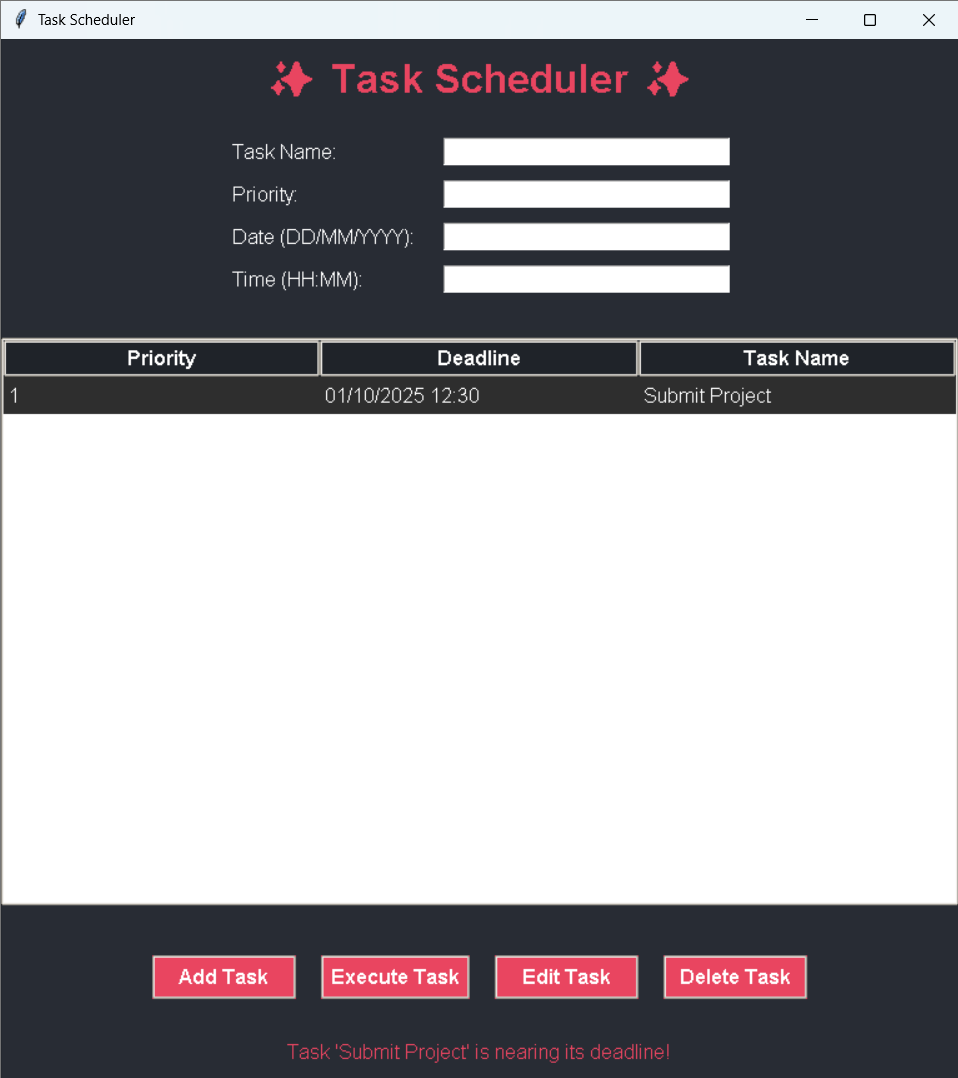 Task Scheduler
✨ Task Scheduler ✨
Task Name:
Priority:
Date (DD/MM/YYYY):
Time (HH:MM):
Priority Deadline Task Name
1 01/10/2025 12:30 Submit Project
Add Task Execute Task Edit Task Delete Task
Task 'Submit Project' is nearing its deadline!